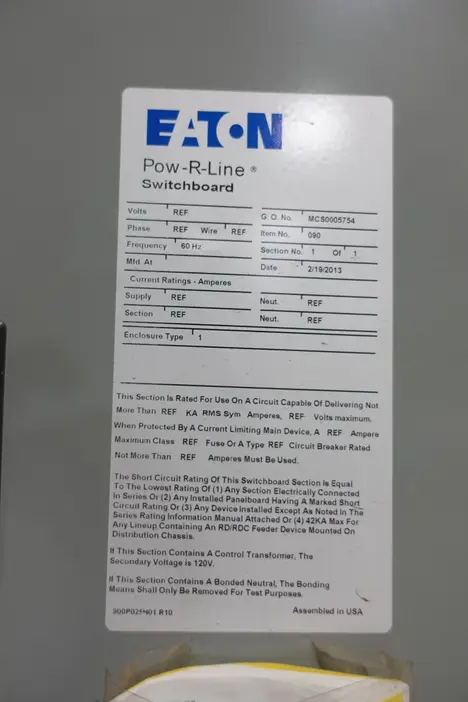 EATON
Pow-R-Line ®
Switchboard
Volts REF
G.O. No. MCS0005754
Phase REF Wire REF
Item No. 090
Frequency 60 Hz
Section No. 1 Of 1
Mfd At
Date 2/19/2013
Current Ratings - Amperes
Supply REF Neut. REF
Section REF Neut. REF
Enclosure Type 1
This Section Is Rated For Use On A Circuit Capable Of Delivering Not
More Than REF KA RMS Sym Amperes, REF Volts maximum.
When Protected By A Current Limiting Main Device, A REF Ampere
Maximum Class REF Fuse Or A Type REF Circuit Breaker Rated
Not More Than REF Amperes Must Be Used.
The Short Circuit Rating Of This Switchboard Section Is Equal
To The Lowest Rating Of (1) Any Section Electrically Connected
In Series Or (2) Any Installed Panelboard Having A Marked Short
Circuit Rating Or (3) Any Device Installed Except As Noted In The
Series Rating Information Manual Attached Or (4) 42KA Max For
Any Lineup Containing An RD/RDC Feeder Device Mounted On
Distribution Chassis.
If This Section Contains A Control Transformer, The
Secondary Voltage is 120V.
If This Section Contains A Bonded Neutral, The Bonding
Means Shall Only Be Removed For Test Purposes.
R10
Assembled in USA